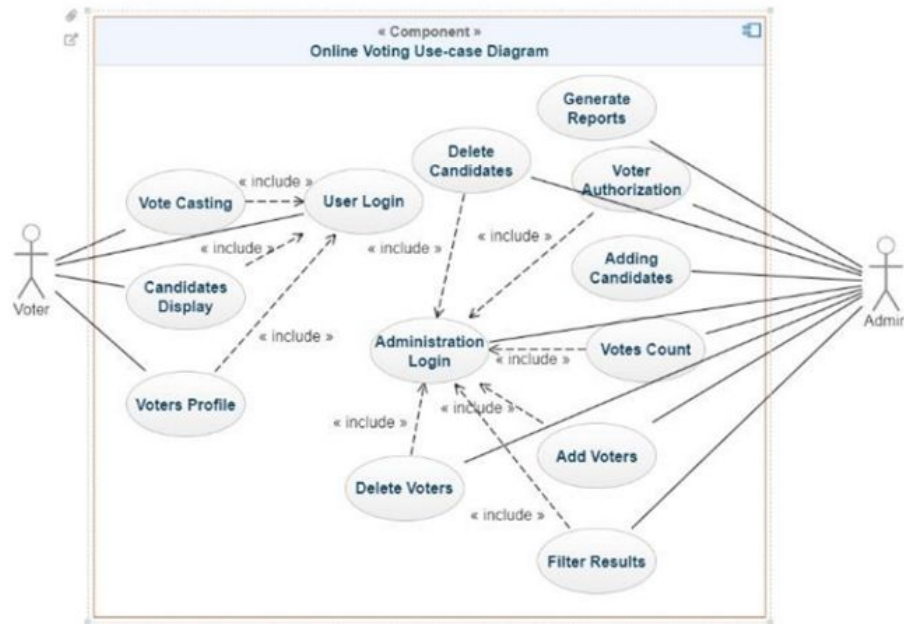 « Component »
Online Voting Use-case Diagram
Generate
Reports
Delete
Candidates
Voter
Authorization
« include »
Vote Casting
User Login
« include »
« include »
« include »
Adding
Candidates
Voter
Candidates
Display
Admin
« include »
Administration
Login
Votes Count
« include »
Voters Profile
« include »
« include »
Add Voters
Delete Voters
« include »
Filter Results